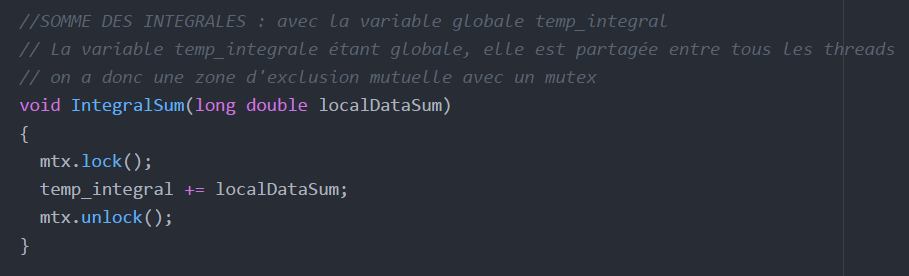 //SOMME DES INTEGRALES : avec la variable globale temp_integral
// La variable temp_integrale étant globale, elle est partagée entre tous les threads
// on a donc une zone d'exclusion mutuelle avec un mutex
void IntegralSum(long double localDataSum)
{
  mtx.lock();
  temp_integral += localDataSum;
  mtx.unlock();
}